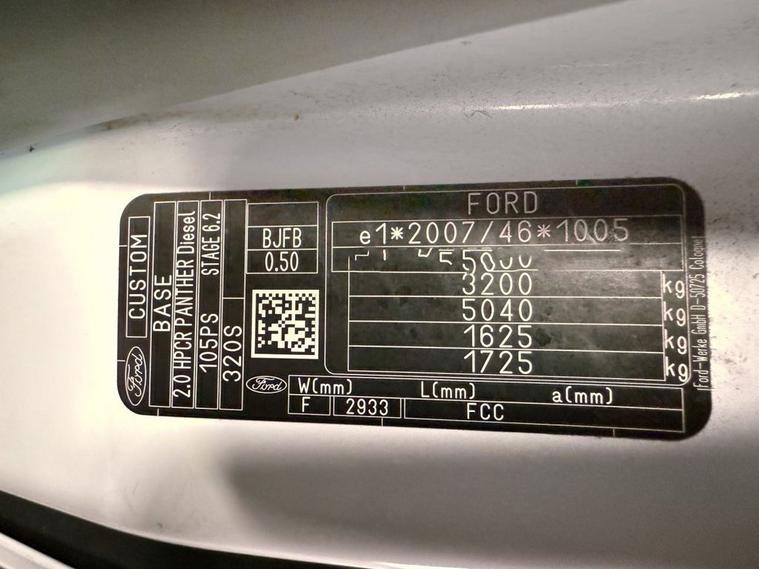 FORD
e1*2007/46*1005
3200 kg
5040 kg
1625 kg
1725 kg
BJFB
0.50
CUSTOM
BASE
2.0 HPCR PANTHER Diesel
105PS STAGE 6.2
320S
Ford
Ford
W(mm) L(mm) a(mm)
F 2933 FCC
Ford-Werke GmbH D-50725 Cologne